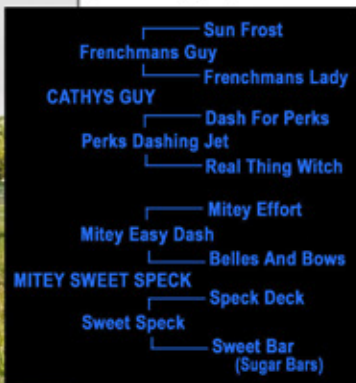 Sun Frost
Frenchmans Guy
Frenchmans Lady
CATHYS GUY
Dash For Perks
Perks Dashing Jet
Real Thing Witch
Mitey Effort
Mitey Easy Dash
Belles And Bows
MITEY SWEET SPECK
Speck Deck
Sweet Speck
Sweet Bar
(Sugar Bars)